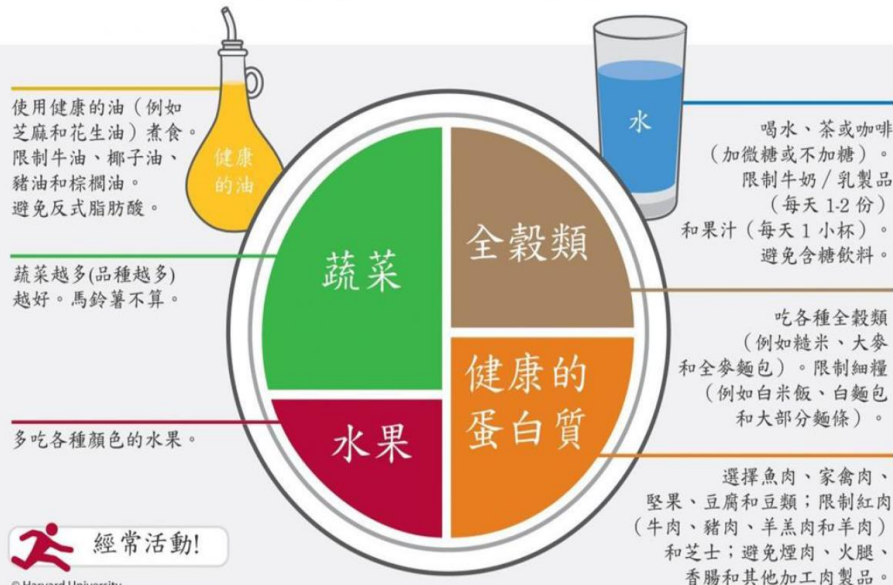 使用健康的油（例如
芝麻和花生油）煮食。
限制牛油、椰子油、
豬油和棕櫚油。
避免反式脂肪酸。
健康
的油
水
喝水、茶或咖啡
（加微糖或不加糖）。
限制牛奶/乳製品
（每天 1-2 份）
和果汁（每天 1 小杯）。
避免含糖飲料。
蔬菜
全穀類
蔬菜越多(品種越多)
越好。馬鈴薯不算。
吃各種全穀類
（例如糙米、大麥
和全麥麵包）。限制細糧
（例如白米飯、白麵包
和大部分麵條）。
健康的
蛋白質
水果
多吃各種顏色的水果。
選擇魚肉、家禽肉、
堅果、豆腐和豆類；限制紅肉
（牛肉、豬肉、羊羔肉和羊肉）
和芝士；避免煙肉、火腿、
香腸和其他加工肉製品。
經常活動!
© Harvard University